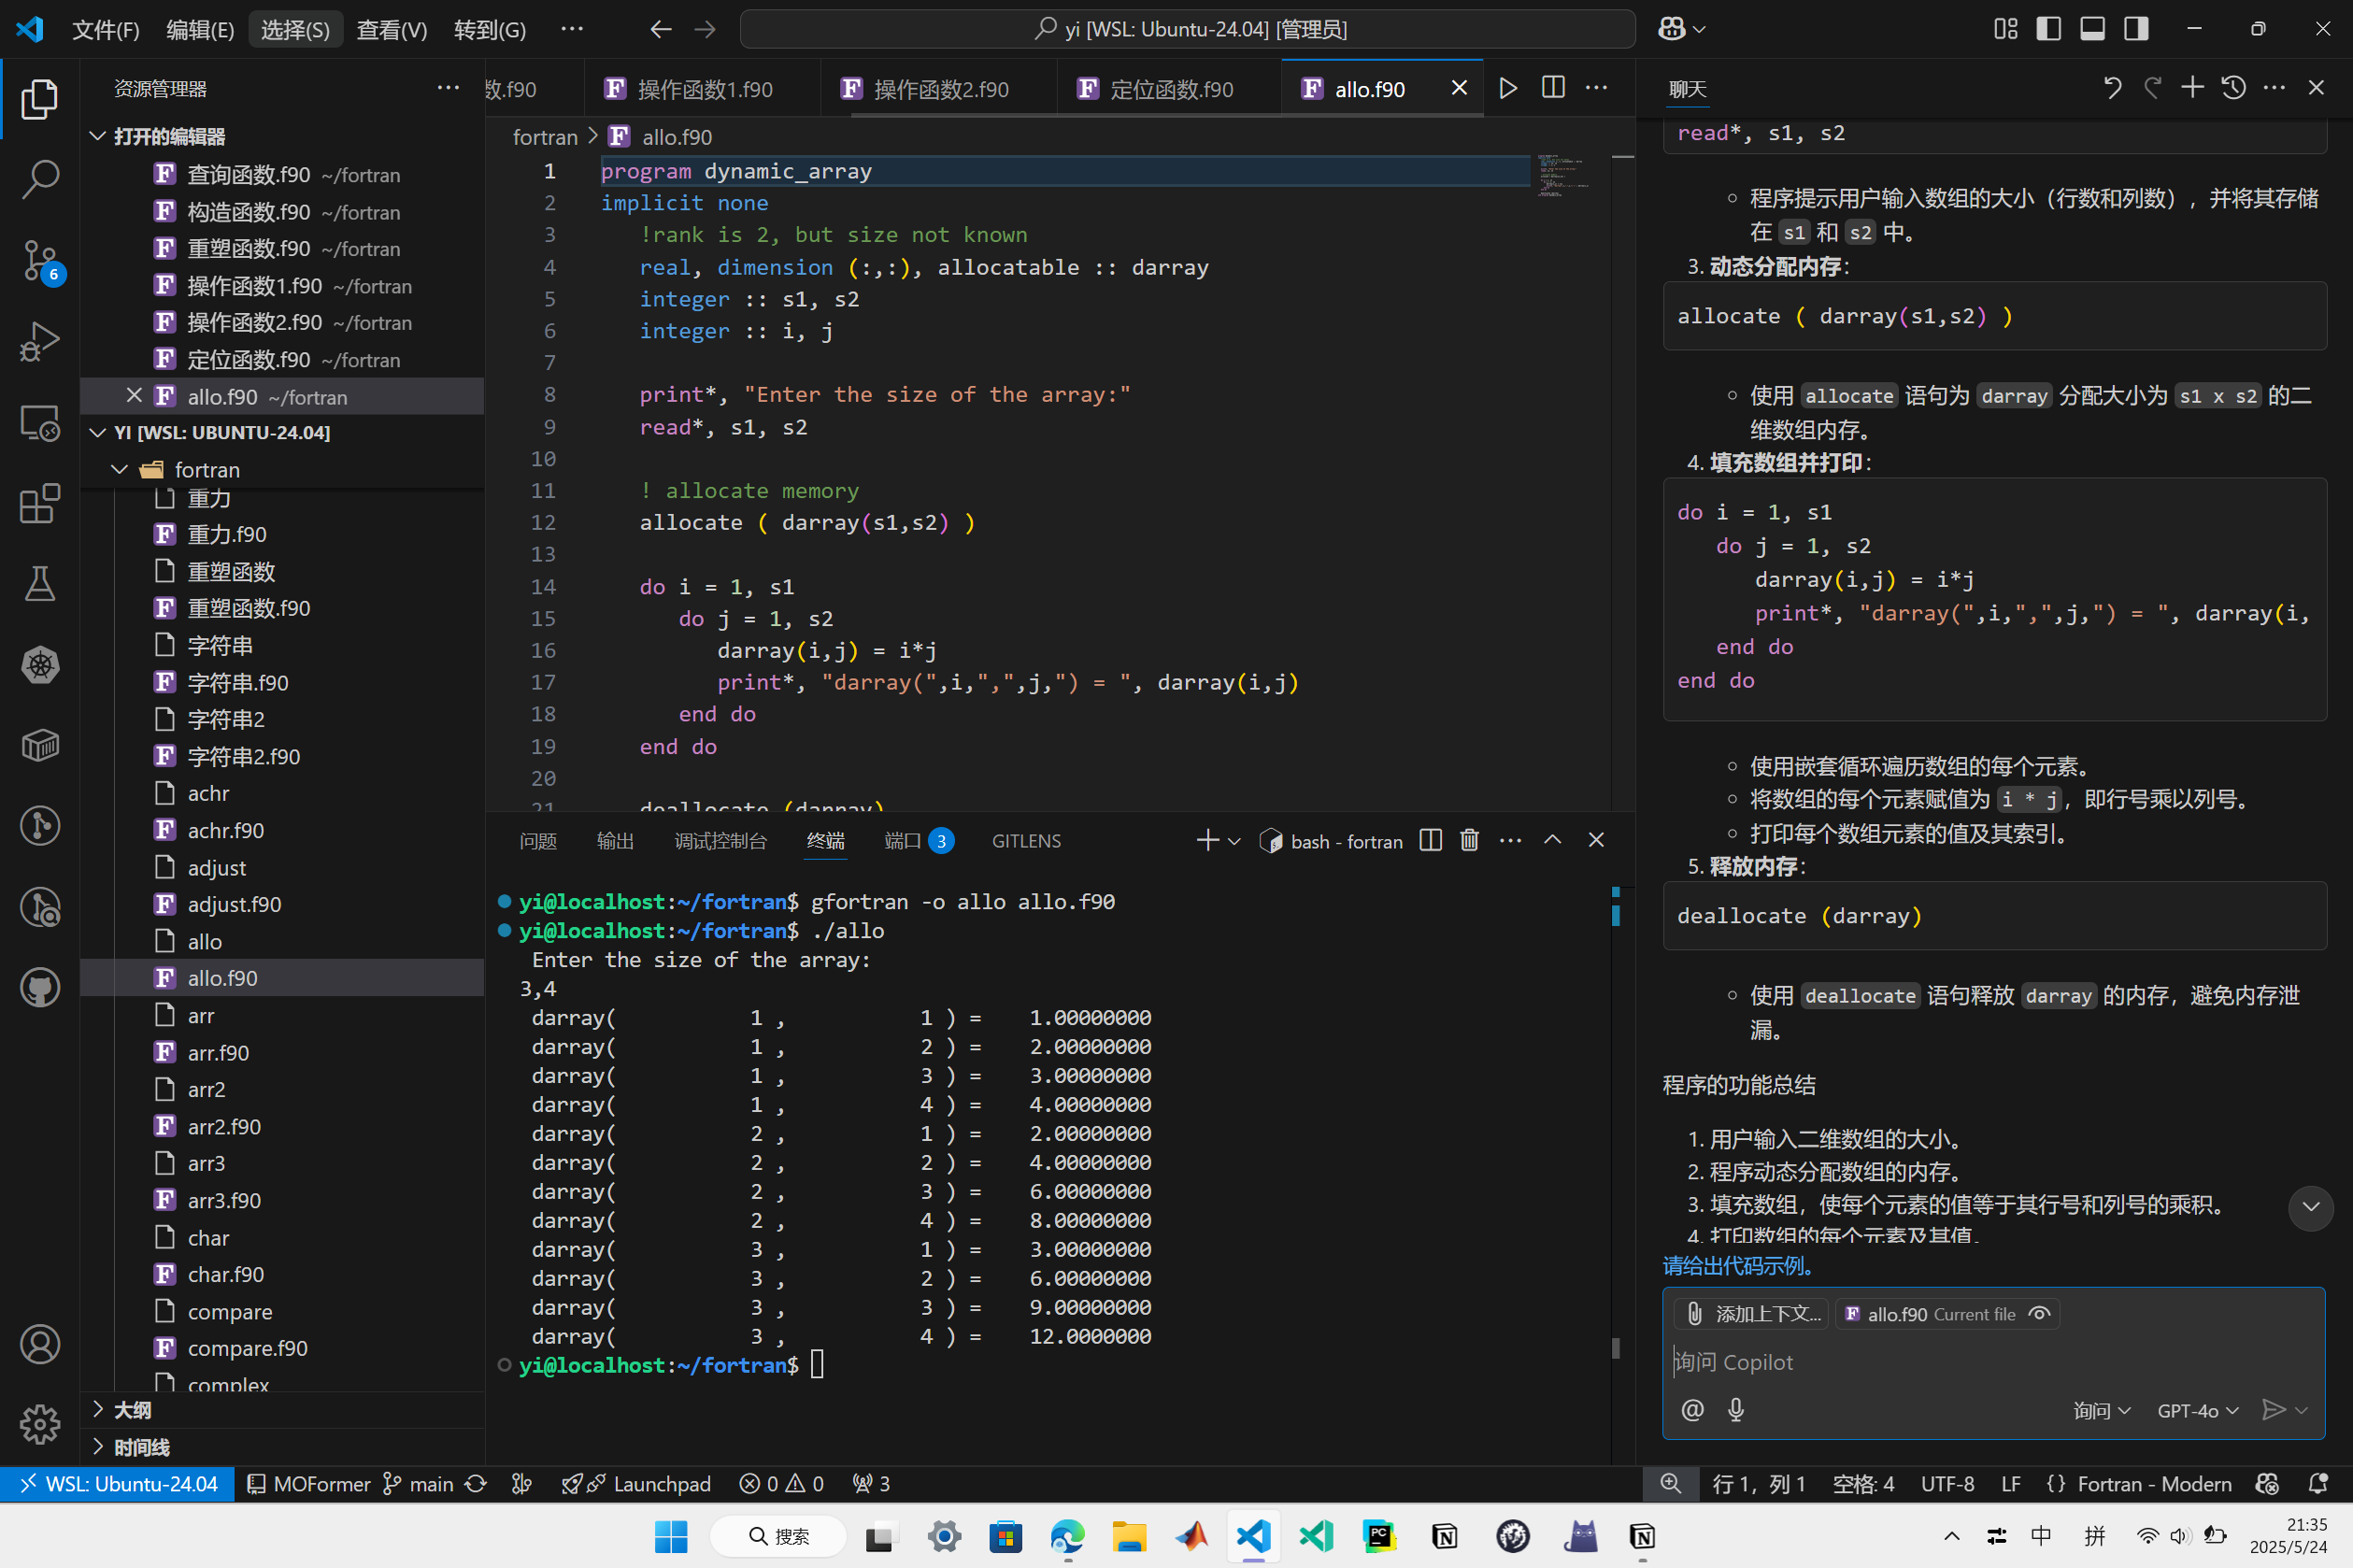 文件(F) 编辑(E) 选择(S) 查看(V) 转到(G) ··· yi [WSL: Ubuntu-24.04] [管理员]
资源管理器
打开的编辑器
查询函数.f90 ~/fortran
构造函数.f90 ~/fortran
重塑函数.f90 ~/fortran
操作函数1.f90 ~/fortran
操作函数2.f90 ~/fortran
定位函数.f90 ~/fortran
allo.f90 ~/fortran
YI [WSL: UBUNTU-24.04]
fortran
重力
重力.f90
重塑函数
重塑函数.f90
字符串
字符串.f90
字符串2
字符串2.f90
achr
achr.f90
adjust
adjust.f90
allo
allo.f90
arr
arr.f90
arr2
arr2.f90
arr3
arr3.f90
char
char.f90
compare
compare.f90
complex
大纲
时间线
6
数.f90 操作函数1.f90 操作函数2.f90 定位函数.f90 allo.f90
fortran > allo.f90
1 program dynamic_array
2 implicit none
3 !rank is 2, but size not known
4 real, dimension (:,:), allocatable :: darray
5 integer :: s1, s2
6 integer :: i, j
7
8 print*, "Enter the size of the array:"
9 read*, s1, s2
10
11 ! allocate memory
12 allocate ( darray(s1,s2) )
13
14 do i = 1, s1
15 do j = 1, s2
16 darray(i,j) = i*j
17 print*, "darray(",i,",",j,") = ", darray(i,j)
18 end do
19 end do
20
21 deallocate (darray)
问题 输出 调试控制台 终端 端口 3 GITLENS bash - fortran
yi@localhost:~/fortran$ gfortran -o allo allo.f90
yi@localhost:~/fortran$ ./allo
Enter the size of the array:
3,4
darray( 1 , 1 ) = 1.00000000
darray( 1 , 2 ) = 2.00000000
darray( 1 , 3 ) = 3.00000000
darray( 1 , 4 ) = 4.00000000
darray( 2 , 1 ) = 2.00000000
darray( 2 , 2 ) = 4.00000000
darray( 2 , 3 ) = 6.00000000
darray( 2 , 4 ) = 8.00000000
darray( 3 , 1 ) = 3.00000000
darray( 3 , 2 ) = 6.00000000
darray( 3 , 3 ) = 9.00000000
darray( 3 , 4 ) = 12.0000000
yi@localhost:~/fortran$
聊天
read*, s1, s2
程序提示用户输入数组的大小（行数和列数），并将其存储
在 s1 和 s2 中。
3. 动态分配内存：
allocate ( darray(s1,s2) )
使用 allocate 语句为 darray 分配大小为 s1 x s2 的二
维数组内存。
4. 填充数组并打印：
do i = 1, s1
do j = 1, s2
darray(i,j) = i*j
print*, "darray(",i,",",j,") = ", darray(i,
end do
end do
使用嵌套循环遍历数组的每个元素。
将数组的每个元素赋值为 i * j，即行号乘以列号。
打印每个数组元素的值及其索引。
5. 释放内存：
deallocate (darray)
使用 deallocate 语句释放 darray 的内存，避免内存泄
漏。
程序的功能总结
1. 用户输入二维数组的大小。
2. 程序动态分配数组的内存。
3. 填充数组，使每个元素的值等于其行号和列号的乘积。
4. 打印数组的每个元素及其值。
请给出代码示例。
添加上下文... allo.f90 Current file
询问 Copilot
@ 询问 GPT-4o
WSL: Ubuntu-24.04 MOFormer main Launchpad 0 0 3 行 1，列 1 空格: 4 UTF-8 LF {} Fortran - Modern
搜索 PC 中 拼 21:35
2025/5/24